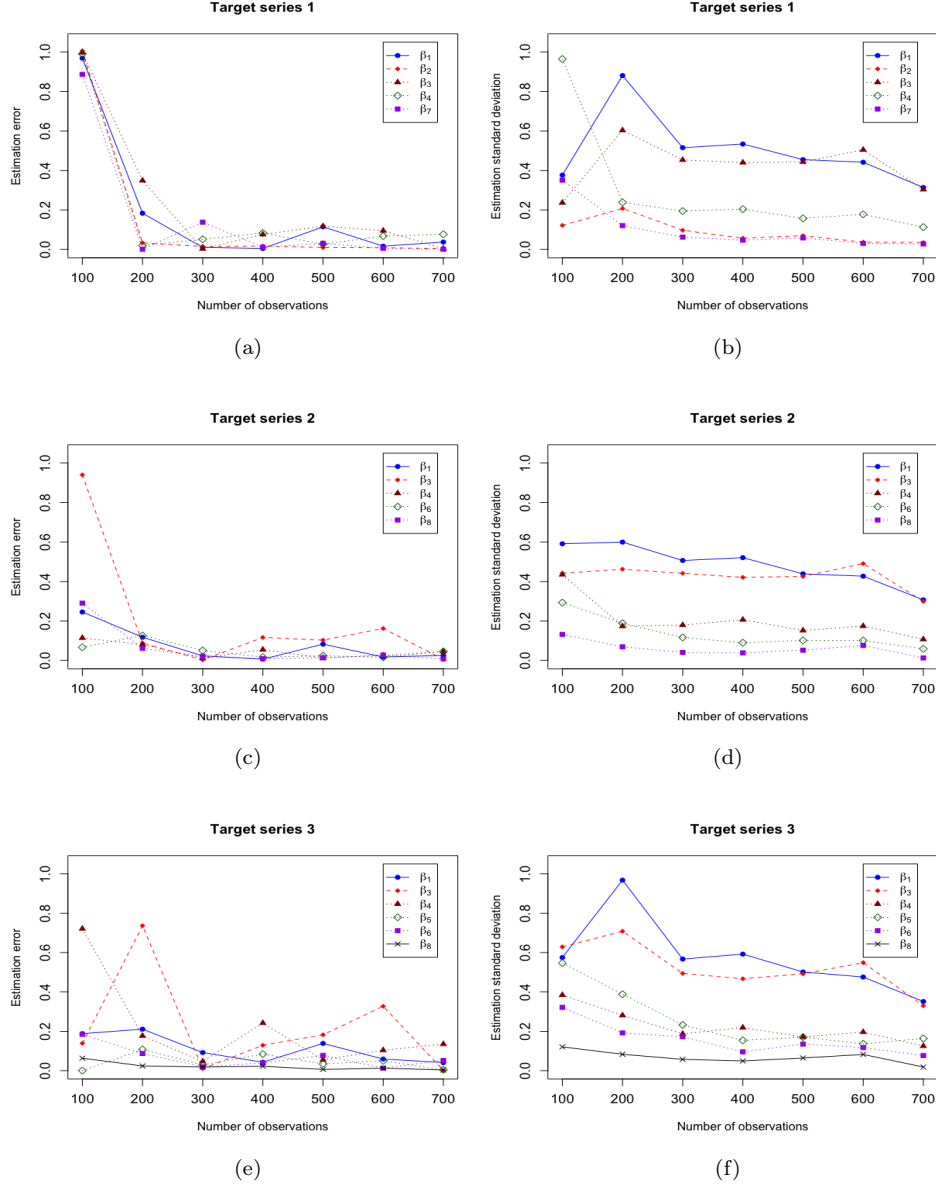 Target series 1
Estimation error
0.0 0.2 0.4 0.6 0.8 1.0
β1
β2
β3
β4
β7
100 200 300 400 500 600 700
Number of observations
(a)
Target series 1
Estimation standard deviation
0.0 0.2 0.4 0.6 0.8 1.0
β1
β2
β3
β4
β7
100 200 300 400 500 600 700
Number of observations
(b)
Target series 2
Estimation error
0.0 0.2 0.4 0.6 0.8 1.0
β1
β3
β4
β6
β8
100 200 300 400 500 600 700
Number of observations
(c)
Target series 2
Estimation standard deviation
0.0 0.2 0.4 0.6 0.8 1.0
β1
β3
β4
β6
β8
100 200 300 400 500 600 700
Number of observations
(d)
Target series 3
Estimation error
0.0 0.2 0.4 0.6 0.8 1.0
β1
β3
β4
β5
β6
β8
100 200 300 400 500 600 700
Number of observations
(e)
Target series 3
Estimation standard deviation
0.0 0.2 0.4 0.6 0.8 1.0
β1
β3
β4
β5
β6
β8
100 200 300 400 500 600 700
Number of observations
(f)